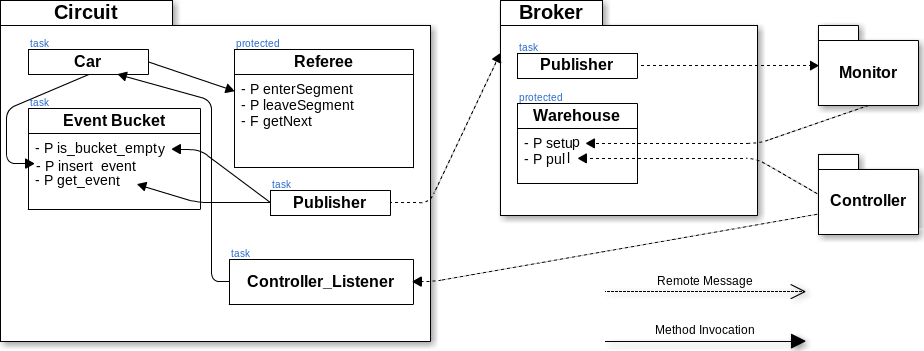 Circuit
task
Car
protected
Referee
- P enterSegment
- P leaveSegment
- F getNext
task
Event Bucket
- P is_bucket_empty
- P insert_event
- P get_event
task
Publisher
task
Controller_Listener
Broker
task
Publisher
protected
Warehouse
- P setup
- P pull
Monitor
Controller
Remote Message
Method Invocation